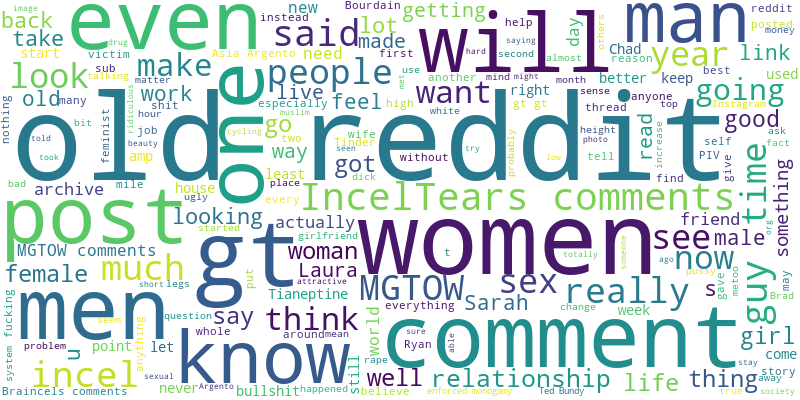 image
drug
instead
Bourdain
new
getting
help
reddit
posted
back
take
even
said
will
man
year
others
money
start
sub
victim
talking
Asia Argento
need
made
lot
day
first
saying
second
hard
almost
Chad
reason
link
look
one
make
people
use
another
mind
might
month
better
keep
best
used
old
many
work
shit
matter
especially
live
feel
want
met
high
right
gt gt
sense
anyone
top
Instagram
going
nothing
bit
feminist
hour
ridiculous
muslim
go
two
wife
Tinder
white
thread
good
old reddit
told
took
job
beauty
cycling
seen
way
got
without
try
probably
height
photo
low
increase
read
self
PIV
ask
fact
amp
archive
mile
house
least
place
dick
tell
find
give
time
bad
post
ugly
every
IncelTears comments
looking
started
actually
girlfriend
gt
women
t
totally
someone
ago
friend
see
male
org
something
MGTOW comments
much
woman
Laura
attractive
put
female
men
short
legs
Tianeptine
MGTOW
sex
really
now
s
guy
pussy
gave
metoo
Brad
may
seem
question
say
think
everything
Sarah
change
week
girl
come
fucking
system
u
anything
know
whole
around
mean
world
Ryan
sure
able
comment
problem
point
let
incel
never
bullshit
still
well
relationship
life
thing
stay
story
away
Braincels comments
sexual
Argento
happened
believe
rape
enforced monogamy
Ted Bundy
true
society